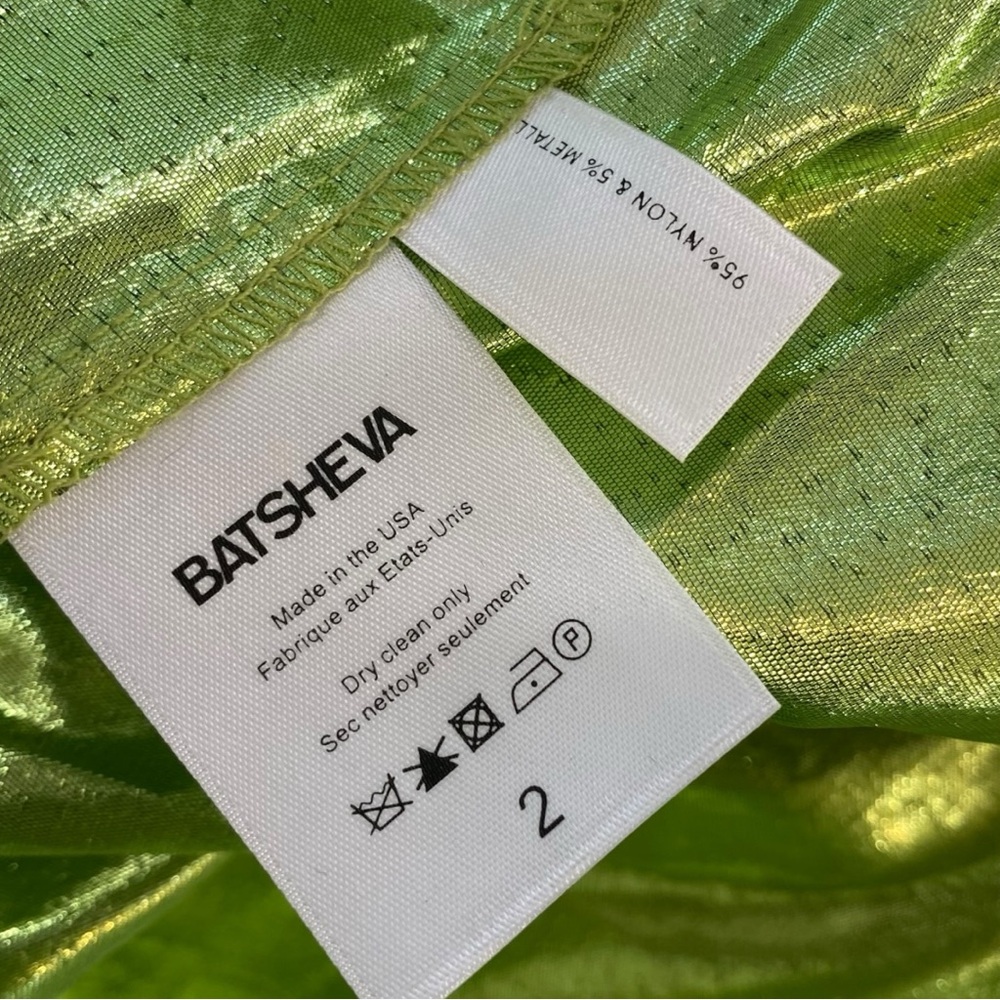 BATSHEVA
Made in the USA
Fabrique aux Etats-Unis
Dry clean only
Sec nettoyer seulement
P
2
95% NYLON & 5% METALL